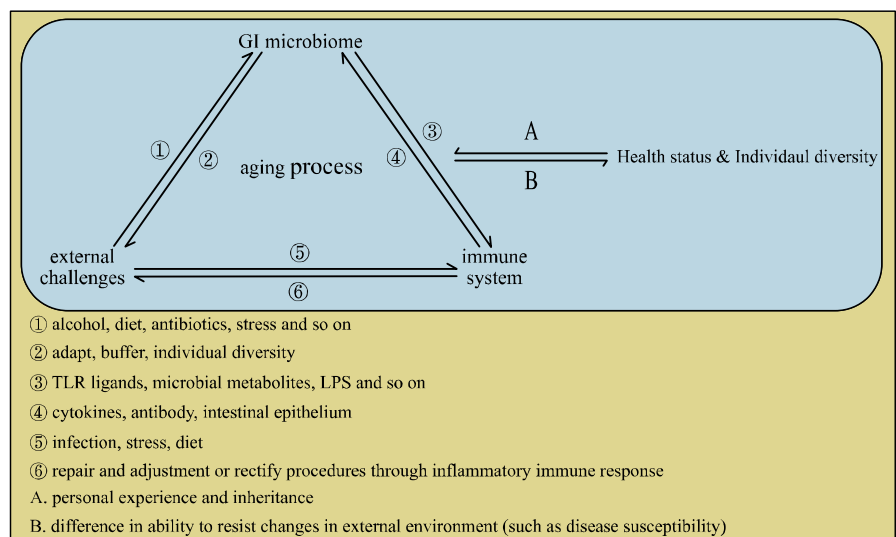 GI microbiome
①
②
③
④
aging process
A
B
Health status & Individaul diversity
external
challenges
⑤
⑥
immune
system
① alcohol, diet, antibiotics, stress and so on
② adapt, buffer, individual diversity
③ TLR ligands, microbial metabolites, LPS and so on
④ cytokines, antibody, intestinal epithelium
⑤ infection, stress, diet
⑥ repair and adjustment or rectify procedures through inflammatory immune response
A. personal experience and inheritance
B. difference in ability to resist changes in external environment (such as disease susceptibility)